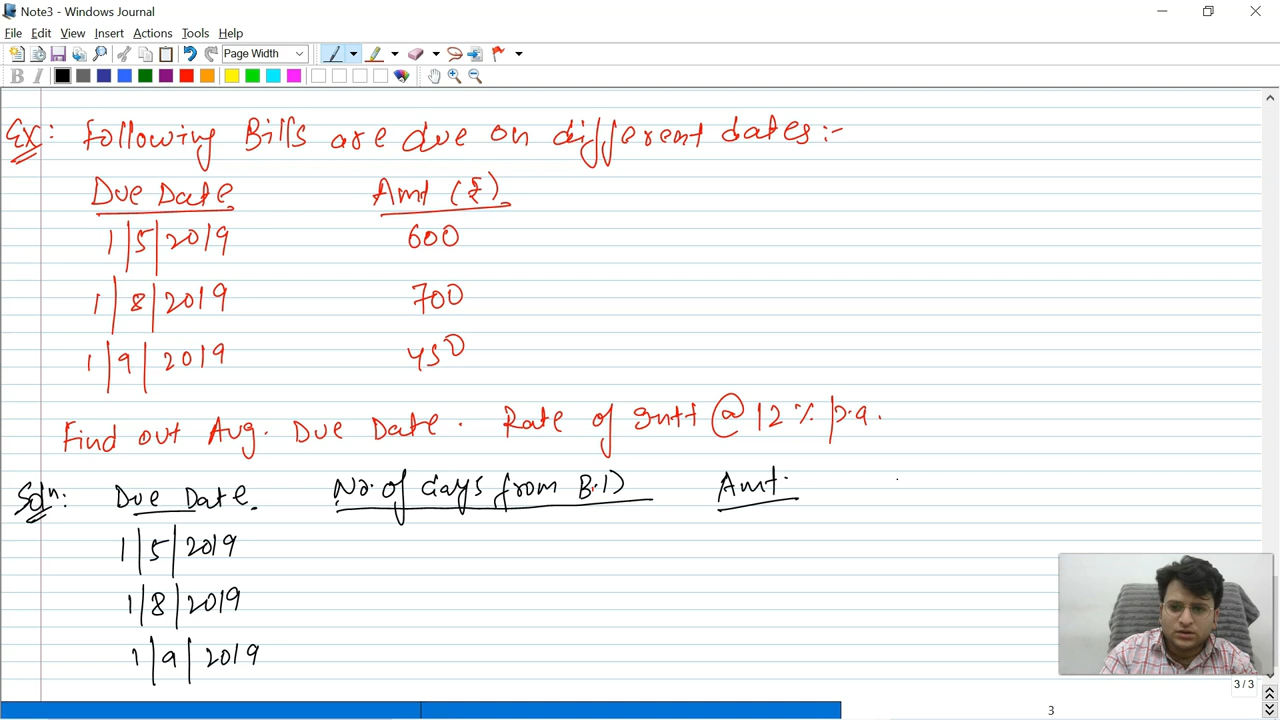 Note3 - Windows Journal
File Edit View Insert Actions Tools Help
Page Width
B I
Ex: Following Bills are due on different dates:-
Due Date Amt (₹)
1|5|2019 600
1|8|2019 700
1|9|2019 450
Find out Avg. Due Date. Rate of Intt @ 12% p.a.
Soln: Due Date No. of days from B.D Amt.
1|5|2019
1|8|2019
1|9|2019
3 / 3
3